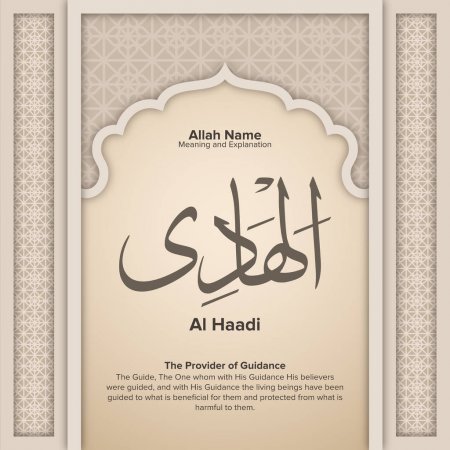 Allah Name
Meaning and Explanation
الْهَادِى
Al Haadi
The Provider of Guidance
The Guide, The One whom with His Guidance His believers
were guided, and with His Guidance the living beings have been
guided to what is beneficial for them and protected from what is
harmful to them.